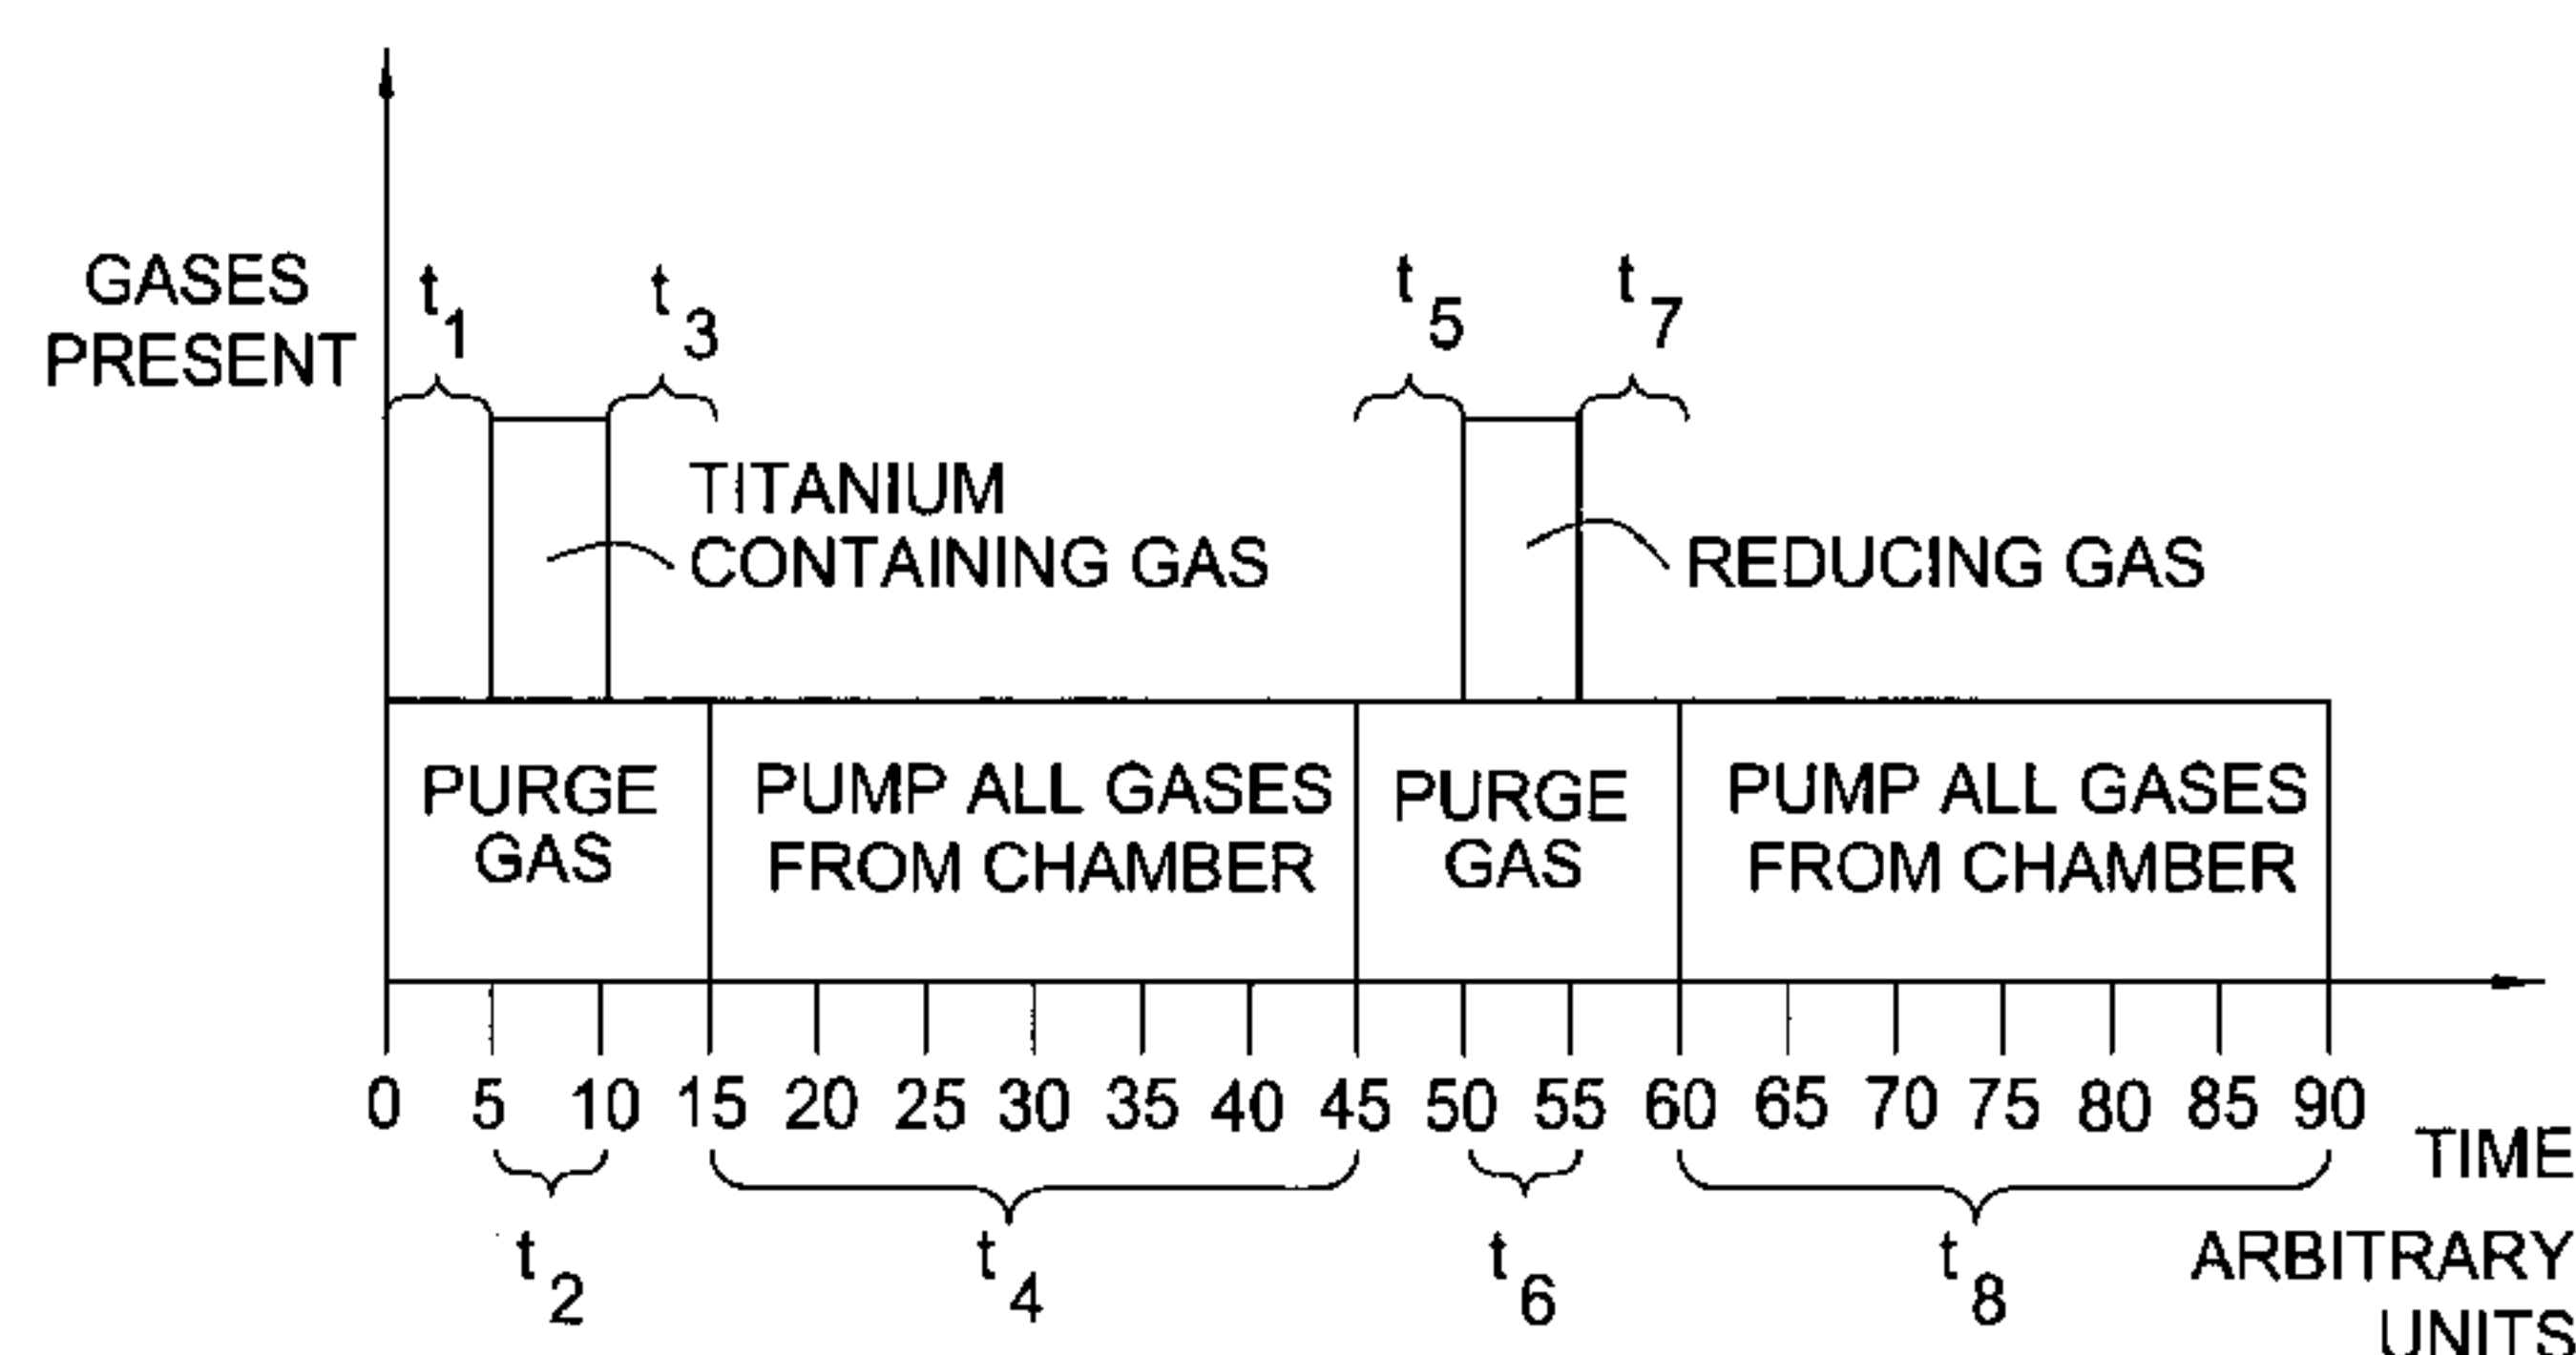 GASES
PRESENT
t1
t3
t5
t7
TITANIUM
CONTAINING GAS
REDUCING GAS
PURGE
GAS
PUMP ALL GASES
FROM CHAMBER
PURGE
GAS
PUMP ALL GASES
FROM CHAMBER
0 5 10 15 20 25 30 35 40 45 50 55 60 65 70 75 80 85 90
TIME
t2
t4
t6
t8
ARBITRARY
UNITS